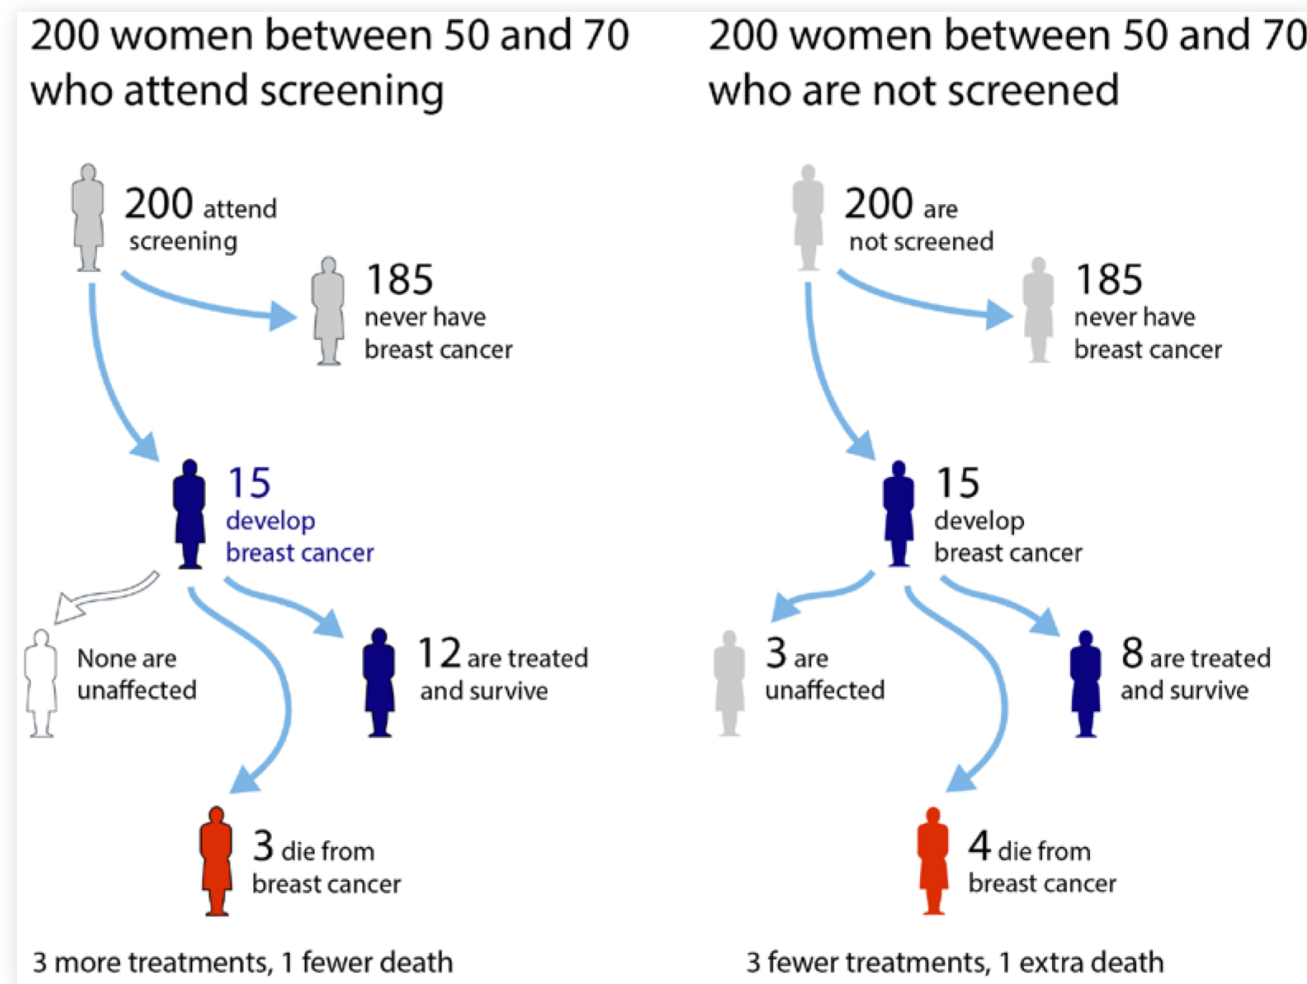 200 women between 50 and 70
who attend screening
200 attend
screening
185
never have
breast cancer
15
develop
breast cancer
None are
unaffected
12 are treated
and survive
3 die from
breast cancer
3 more treatments, 1 fewer death
200 women between 50 and 70
who are not screened
200 are
not screened
185
never have
breast cancer
15
develop
breast cancer
3 are
unaffected
8 are treated
and survive
4 die from
breast cancer
3 fewer treatments, 1 extra death